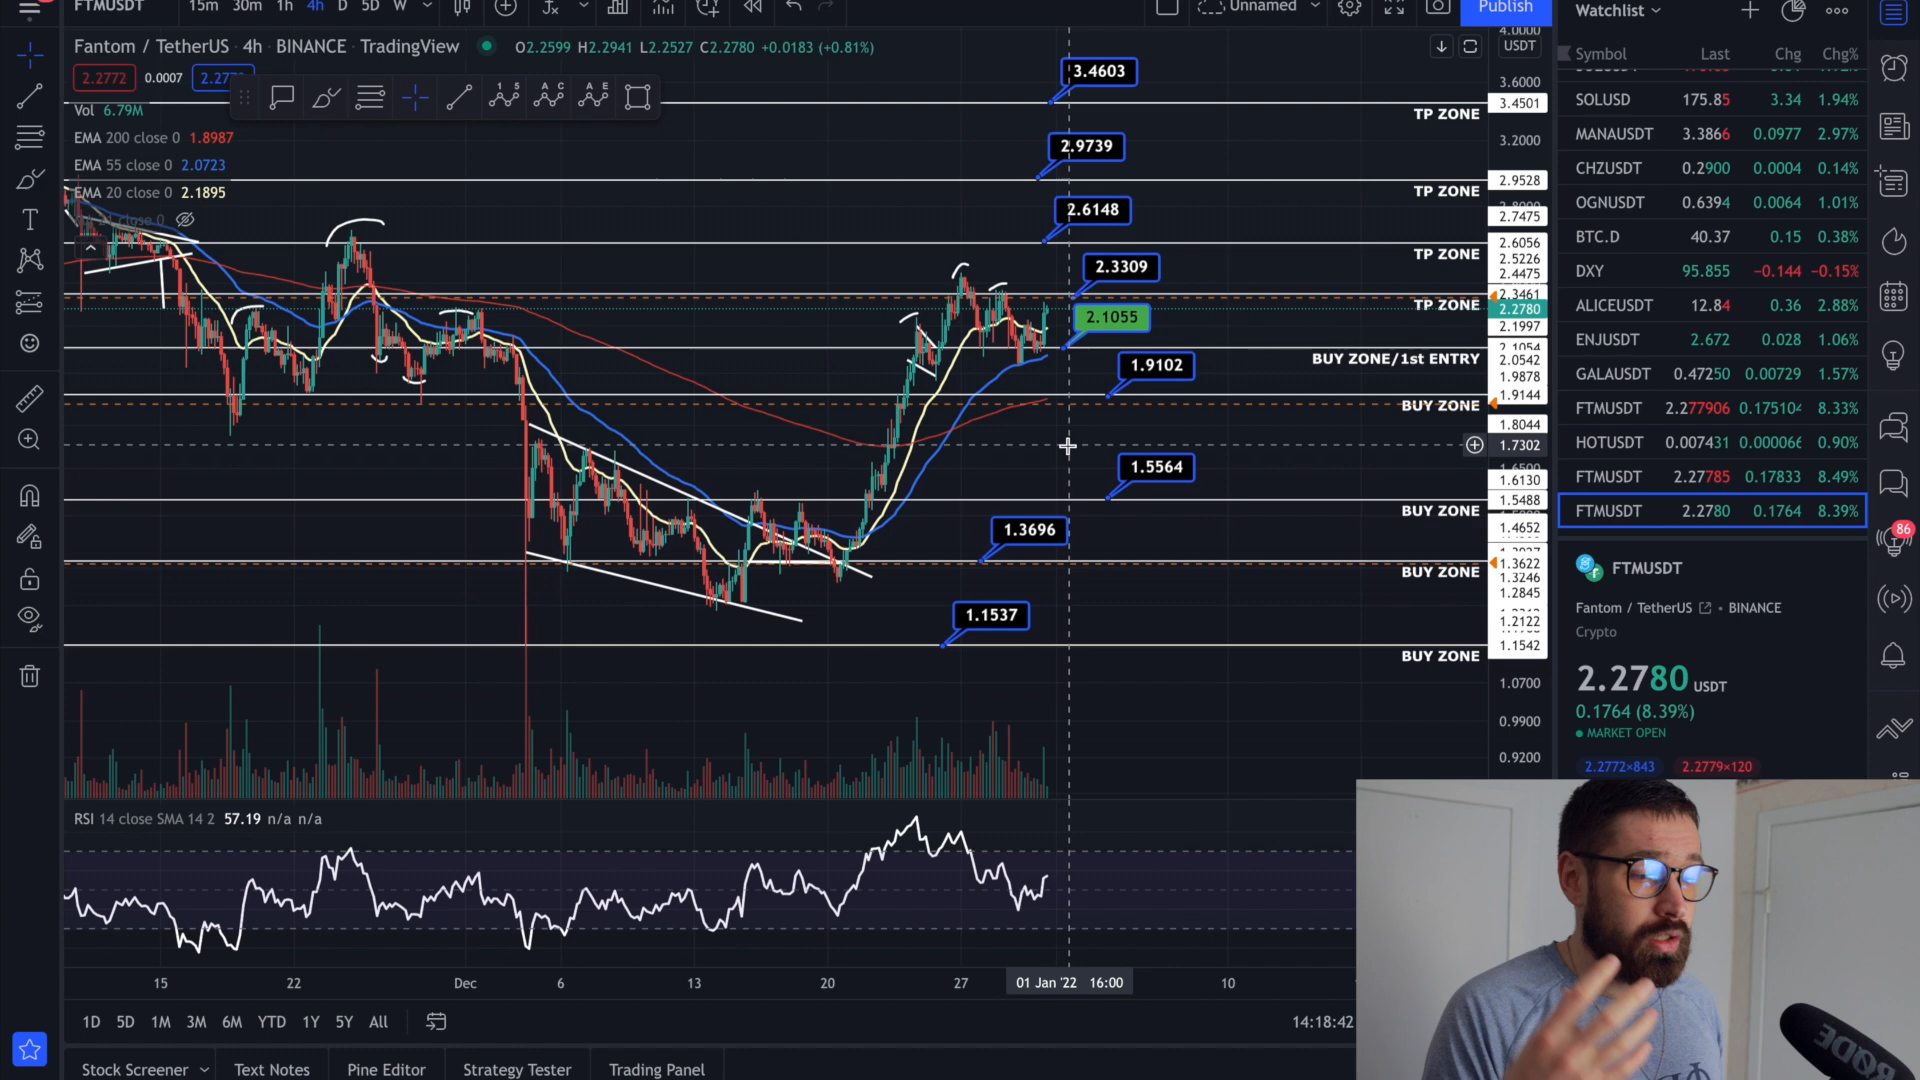 FTMUSDT 15m 30m 1h 4h D 5D W Unnamed Publish
Fantom / TetherUS · 4h · BINANCE · TradingView O2.2599 H2.2941 L2.2527 C2.2780 +0.0183 (+0.81%)
2.2772 0.0007
Vol 6.79M
EMA 200 close 0 1.8987
EMA 55 close 0 2.0723
EMA 20 close 0 2.1895
close 0
3.4603
TP ZONE
2.9739
TP ZONE
2.6148
TP ZONE
2.3309
TP ZONE
2.1055
BUY ZONE/1st ENTRY
1.9102
BUY ZONE
1.5564
BUY ZONE
1.3696
BUY ZONE
1.1537
BUY ZONE
4.0000
USDT
3.6000
3.4501
3.2000
2.9528
2.8000
2.7475
2.6056
2.5226
2.4475
2.3461
2.2780
2.1997
2.1054
2.0542
1.9878
1.9144
1.8044
1.7302
1.6500
1.6130
1.5488
1.4652
1.3622
1.3246
1.2845
1.2122
1.1542
1.0700
0.9900
0.9200
RSI 14 close SMA 14 2 57.19 n/a n/a
15 22 Dec 6 13 20 27 01 Jan '22 16:00 10
1D 5D 1M 3M 6M YTD 1Y 5Y All 14:18:42
Stock Screener Text Notes Pine Editor Strategy Tester Trading Panel
Watchlist
Symbol Last Chg Chg%
SOLUSD 175.85 3.34 1.94%
MANAUSDT 3.3866 0.0977 2.97%
CHZUSDT 0.2900 0.0004 0.14%
OGNUSDT 0.6394 0.0064 1.01%
BTC.D 40.37 0.15 0.38%
DXY 95.855 −0.144 −0.15%
ALICEUSDT 12.84 0.36 2.88%
ENJUSDT 2.672 0.028 1.06%
GALAUSDT 0.47250 0.00729 1.57%
FTMUSDT 2.277906 0.175104 8.33%
HOTUSDT 0.007431 0.000066 0.90%
FTMUSDT 2.27785 0.17833 8.49%
FTMUSDT 2.2780 0.1764 8.39%
86
FTMUSDT
Fantom / TetherUS • BINANCE
Crypto
2.2780 USDT
0.1764 (8.39%)
MARKET OPEN
2.2772×843 2.2779×120
RØDE